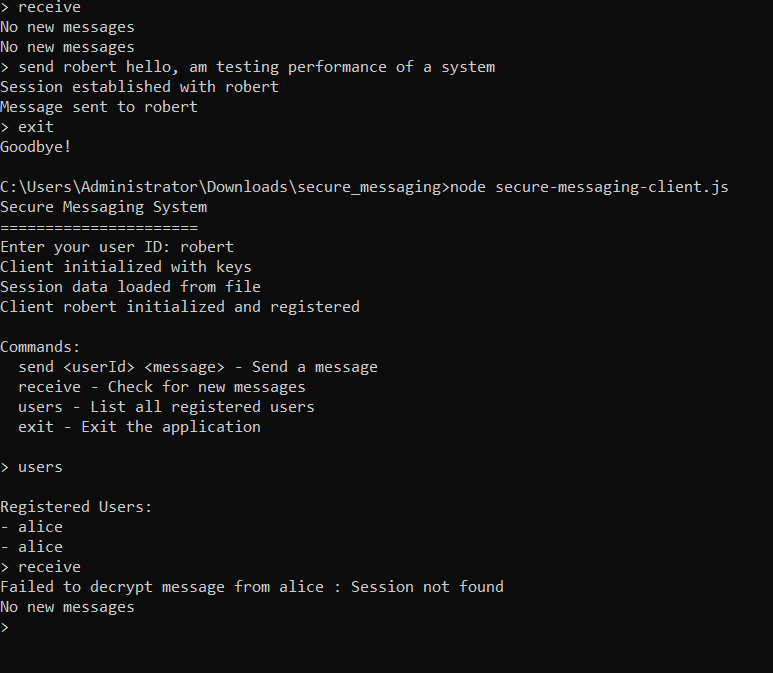 > receive
No new messages
No new messages
> send robert hello, am testing performance of a system
Session established with robert
Message sent to robert
> exit
Goodbye!
C:\Users\Administrator\Downloads\secure_messaging>node secure-messaging-client.js
Secure Messaging System
======================
Enter your user ID: robert
Client initialized with keys
Session data loaded from file
Client robert initialized and registered
Commands:
  send <userId> <message> - Send a message
  receive - Check for new messages
  users - List all registered users
  exit - Exit the application
> users
Registered Users:
- alice
- alice
> receive
Failed to decrypt message from alice : Session not found
No new messages
>